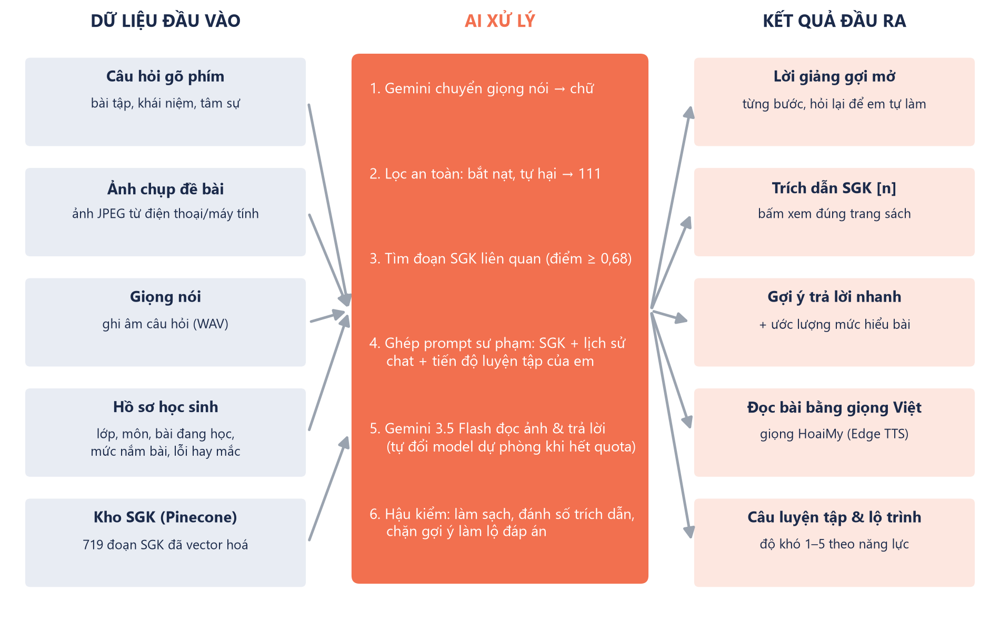 DỮ LIỆU ĐẦU VÀO
Câu hỏi gõ phím
bài tập, khái niệm, tâm sự
Ảnh chụp đề bài
ảnh JPEG từ điện thoại/máy tính
Giọng nói
ghi âm câu hỏi (WAV)
Hồ sơ học sinh
lớp, môn, bài đang học,
mức nắm bài, lỗi hay mắc
Kho SGK (Pinecone)
719 đoạn SGK đã vector hoá
AI XỬ LÝ
1. Gemini chuyển giọng nói → chữ
2. Lọc an toàn: bắt nạt, tự hại → 111
3. Tìm đoạn SGK liên quan (điểm ≥ 0,68)
4. Ghép prompt sư phạm: SGK + lịch sử
chat + tiến độ luyện tập của em
5. Gemini 3.5 Flash đọc ảnh & trả lời
(tự đổi model dự phòng khi hết quota)
6. Hậu kiểm: làm sạch, đánh số trích dẫn,
chặn gợi ý làm lộ đáp án
KẾT QUẢ ĐẦU RA
Lời giảng gợi mở
từng bước, hỏi lại để em tự làm
Trích dẫn SGK [n]
bấm xem đúng trang sách
Gợi ý trả lời nhanh
+ ước lượng mức hiểu bài
Đọc bài bằng giọng Việt
giọng HoaiMy (Edge TTS)
Câu luyện tập & lộ trình
độ khó 1–5 theo năng lực